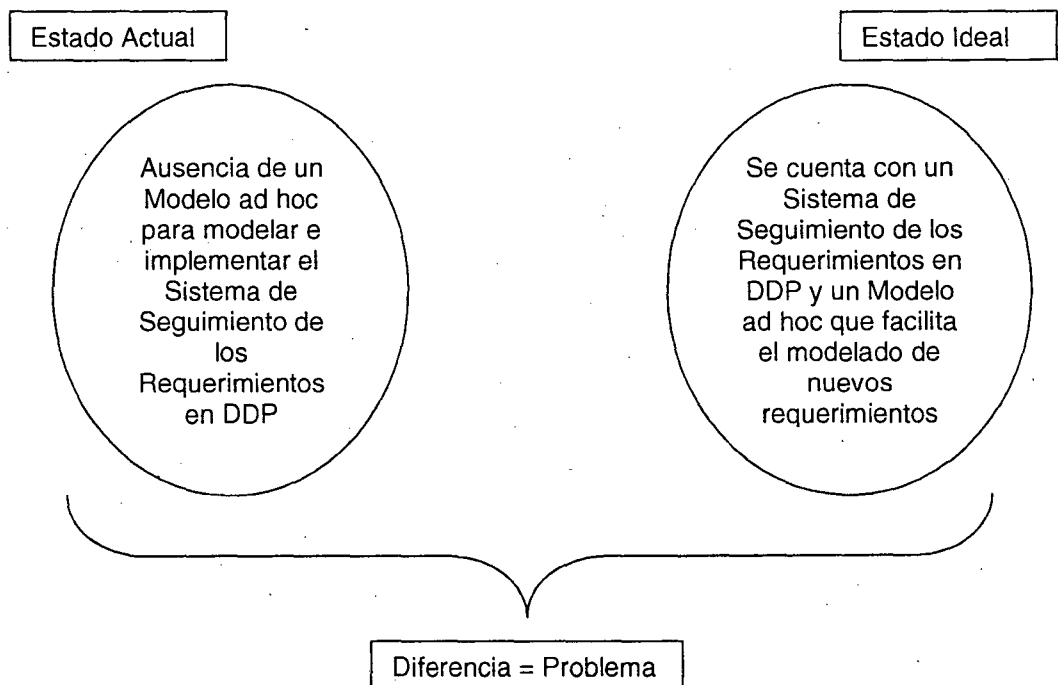 Estado Actual
Estado Ideal
Ausencia de un
Modelo ad hoc
para modelar e
implementar el
Sistema de
Seguimiento de
los
Requerimientos
en DDP
Se cuenta con un
Sistema de
Seguimiento de los
Requerimientos en
DDP y un Modelo
ad hoc que facilita
el modelado de
nuevos
requerimientos
Diferencia = Problema